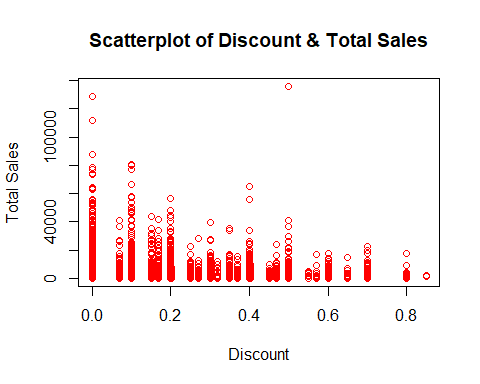 Scatterplot of Discount & Total Sales
Total Sales
100000
40000
0
0.0 0.2 0.4 0.6 0.8
Discount